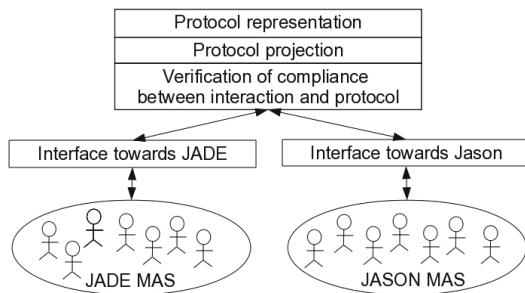 Protocol representation
Protocol projection
Verification of compliance
between interaction and protocol
Interface towards JADE
Interface towards Jason
JADE MAS
JASON MAS